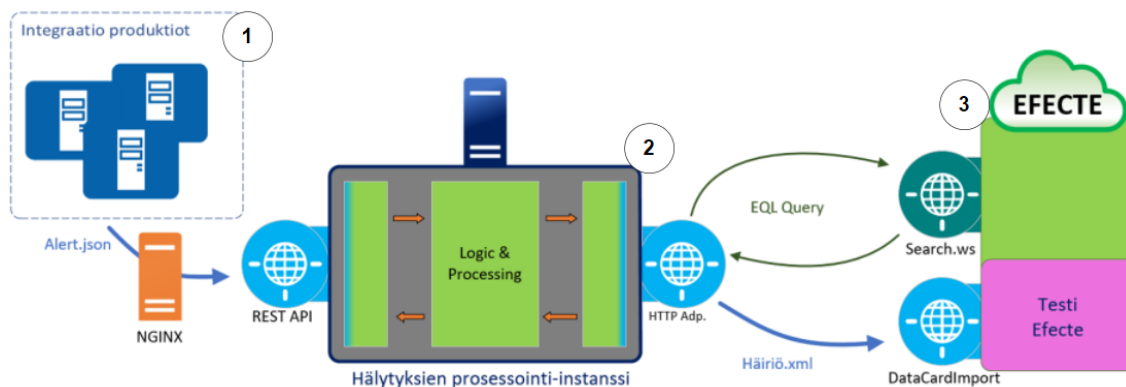 Integraatio produktiot
1
Alert.json
NGINX
REST API
Logic &
Processing
2
HTTP Adp.
Hälytyksien prosessointi-instanssi
EQL Query
Häiriö.xml
3
EFECTE
Search.ws
Testi
Efecte
DataCardImport